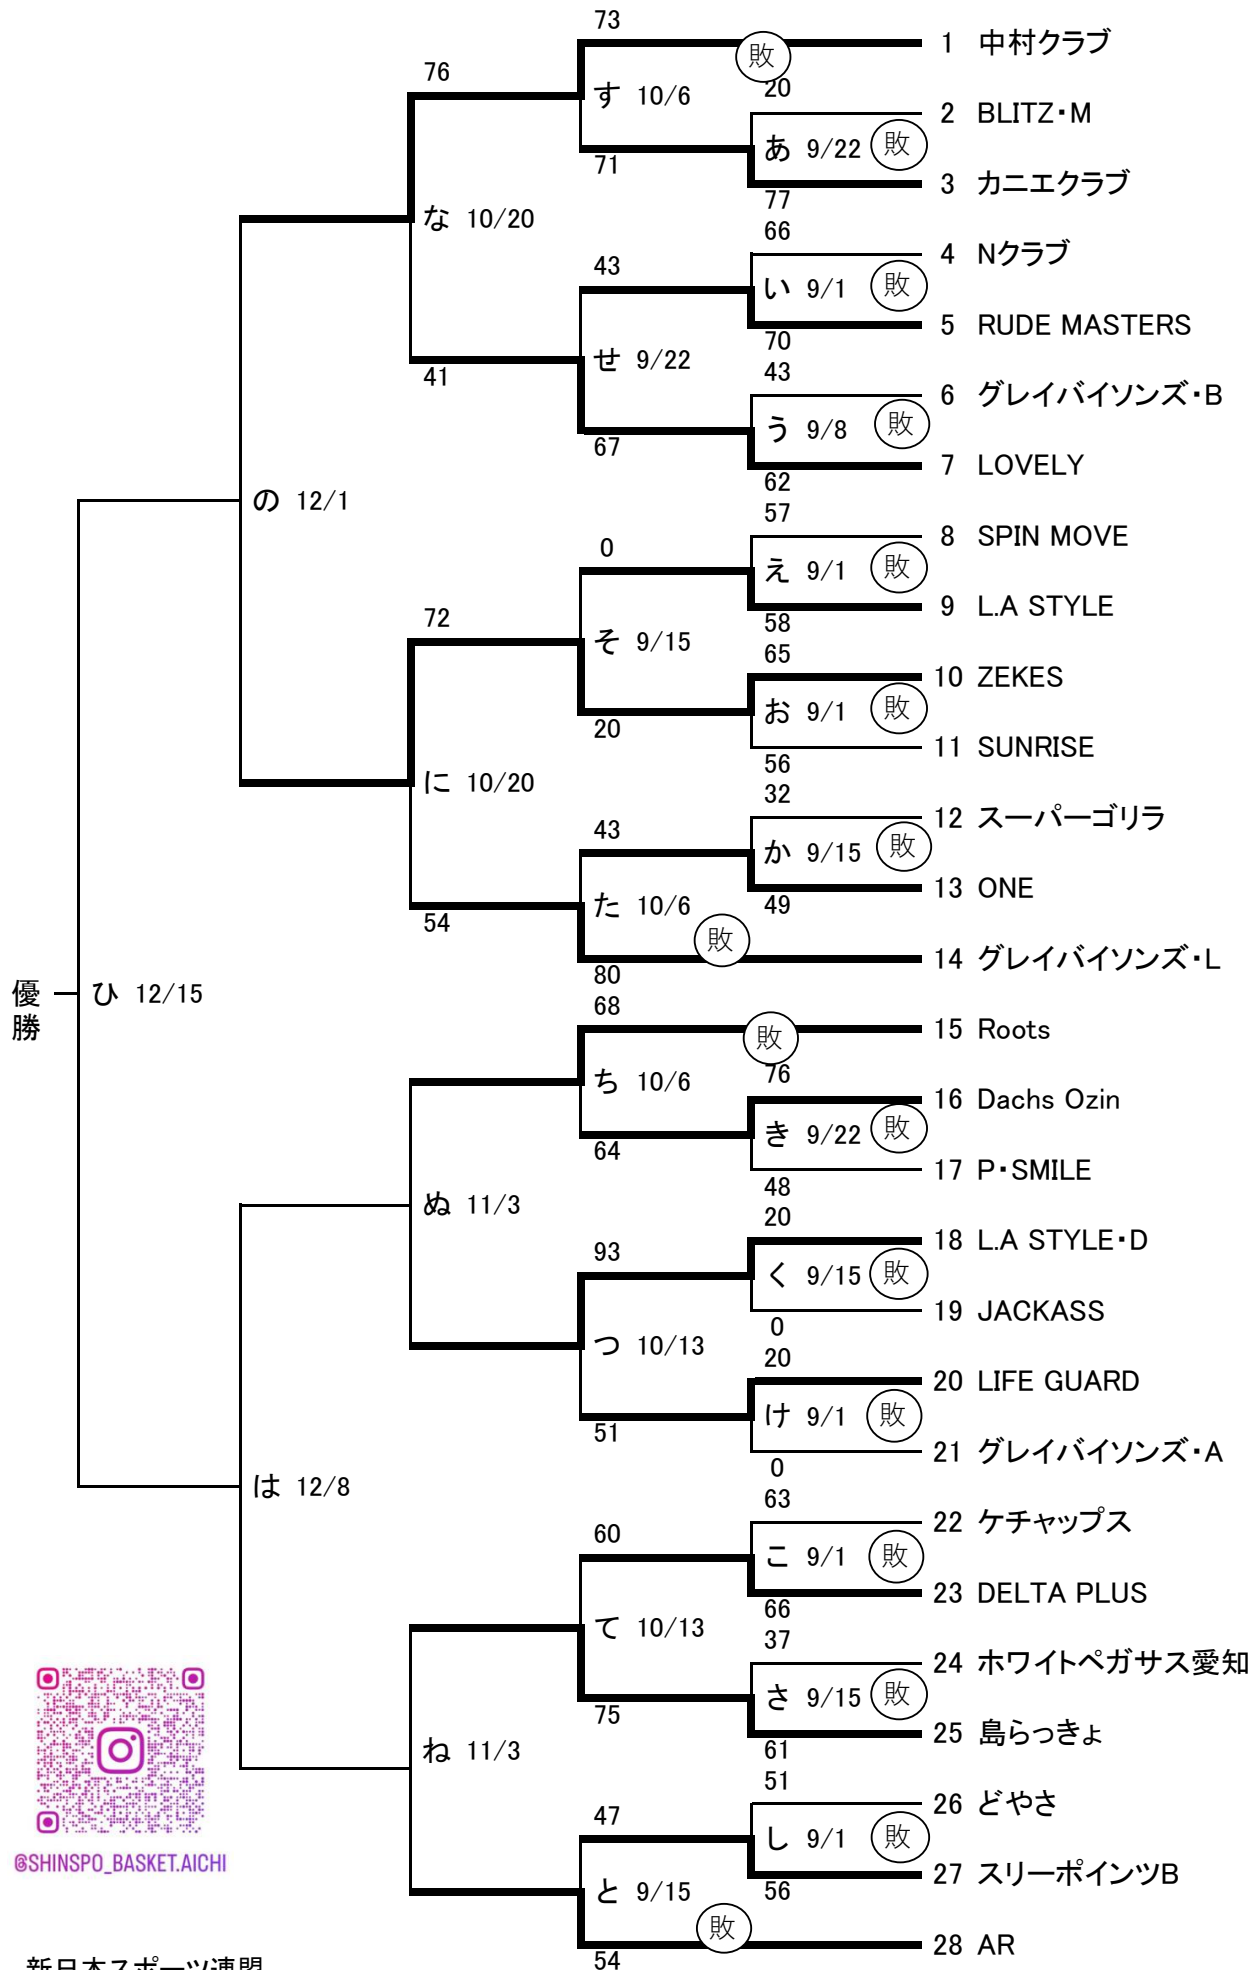 73
1 中村クラブ
敗
76
す 10/6
20
2 BLITZ・M
あ 9/22 敗
71
3 カニエクラブ
77
な 10/20
66
4 Nクラブ
43
い 9/1 敗
5 RUDE MASTERS
70
せ 9/22
43
41
6 グレイバイソンズ・B
う 9/8 敗
67
7 LOVELY
62
の 12/1
57
8 SPIN MOVE
0
え 9/1 敗
9 L.A STYLE
72
58
そ 9/15
65
10 ZEKES
お 9/1 敗
20
11 SUNRISE
56
に 10/20
32
12 スーパーゴリラ
43
か 9/15 敗
13 ONE
た 10/6
49
54
敗
14 グレイバイソンズ・L
80
優勝
ひ 12/15
68
15 Roots
敗
ち 10/6
76
16 Dachs Ozin
き 9/22 敗
64
17 P・SMILE
48
ぬ 11/3
20
18 L.A STYLE・D
93
く 9/15 敗
19 JACKASS
0
つ 10/13
20
20 LIFE GUARD
け 9/1 敗
51
21 グレイバイソンズ・A
0
は 12/8
63
22 ケチャップス
60
こ 9/1 敗
23 DELTA PLUS
66
て 10/13
37
24 ホワイトペガサス愛知
さ 9/15 敗
75
25 島らっきょ
61
ね 11/3
51
26 どやさ
47
し 9/1 敗
27 スリーポインツB
56
と 9/15
敗
28 AR
54
@SHINSPO_BASKET.AICHI
新日本スポーツ連盟